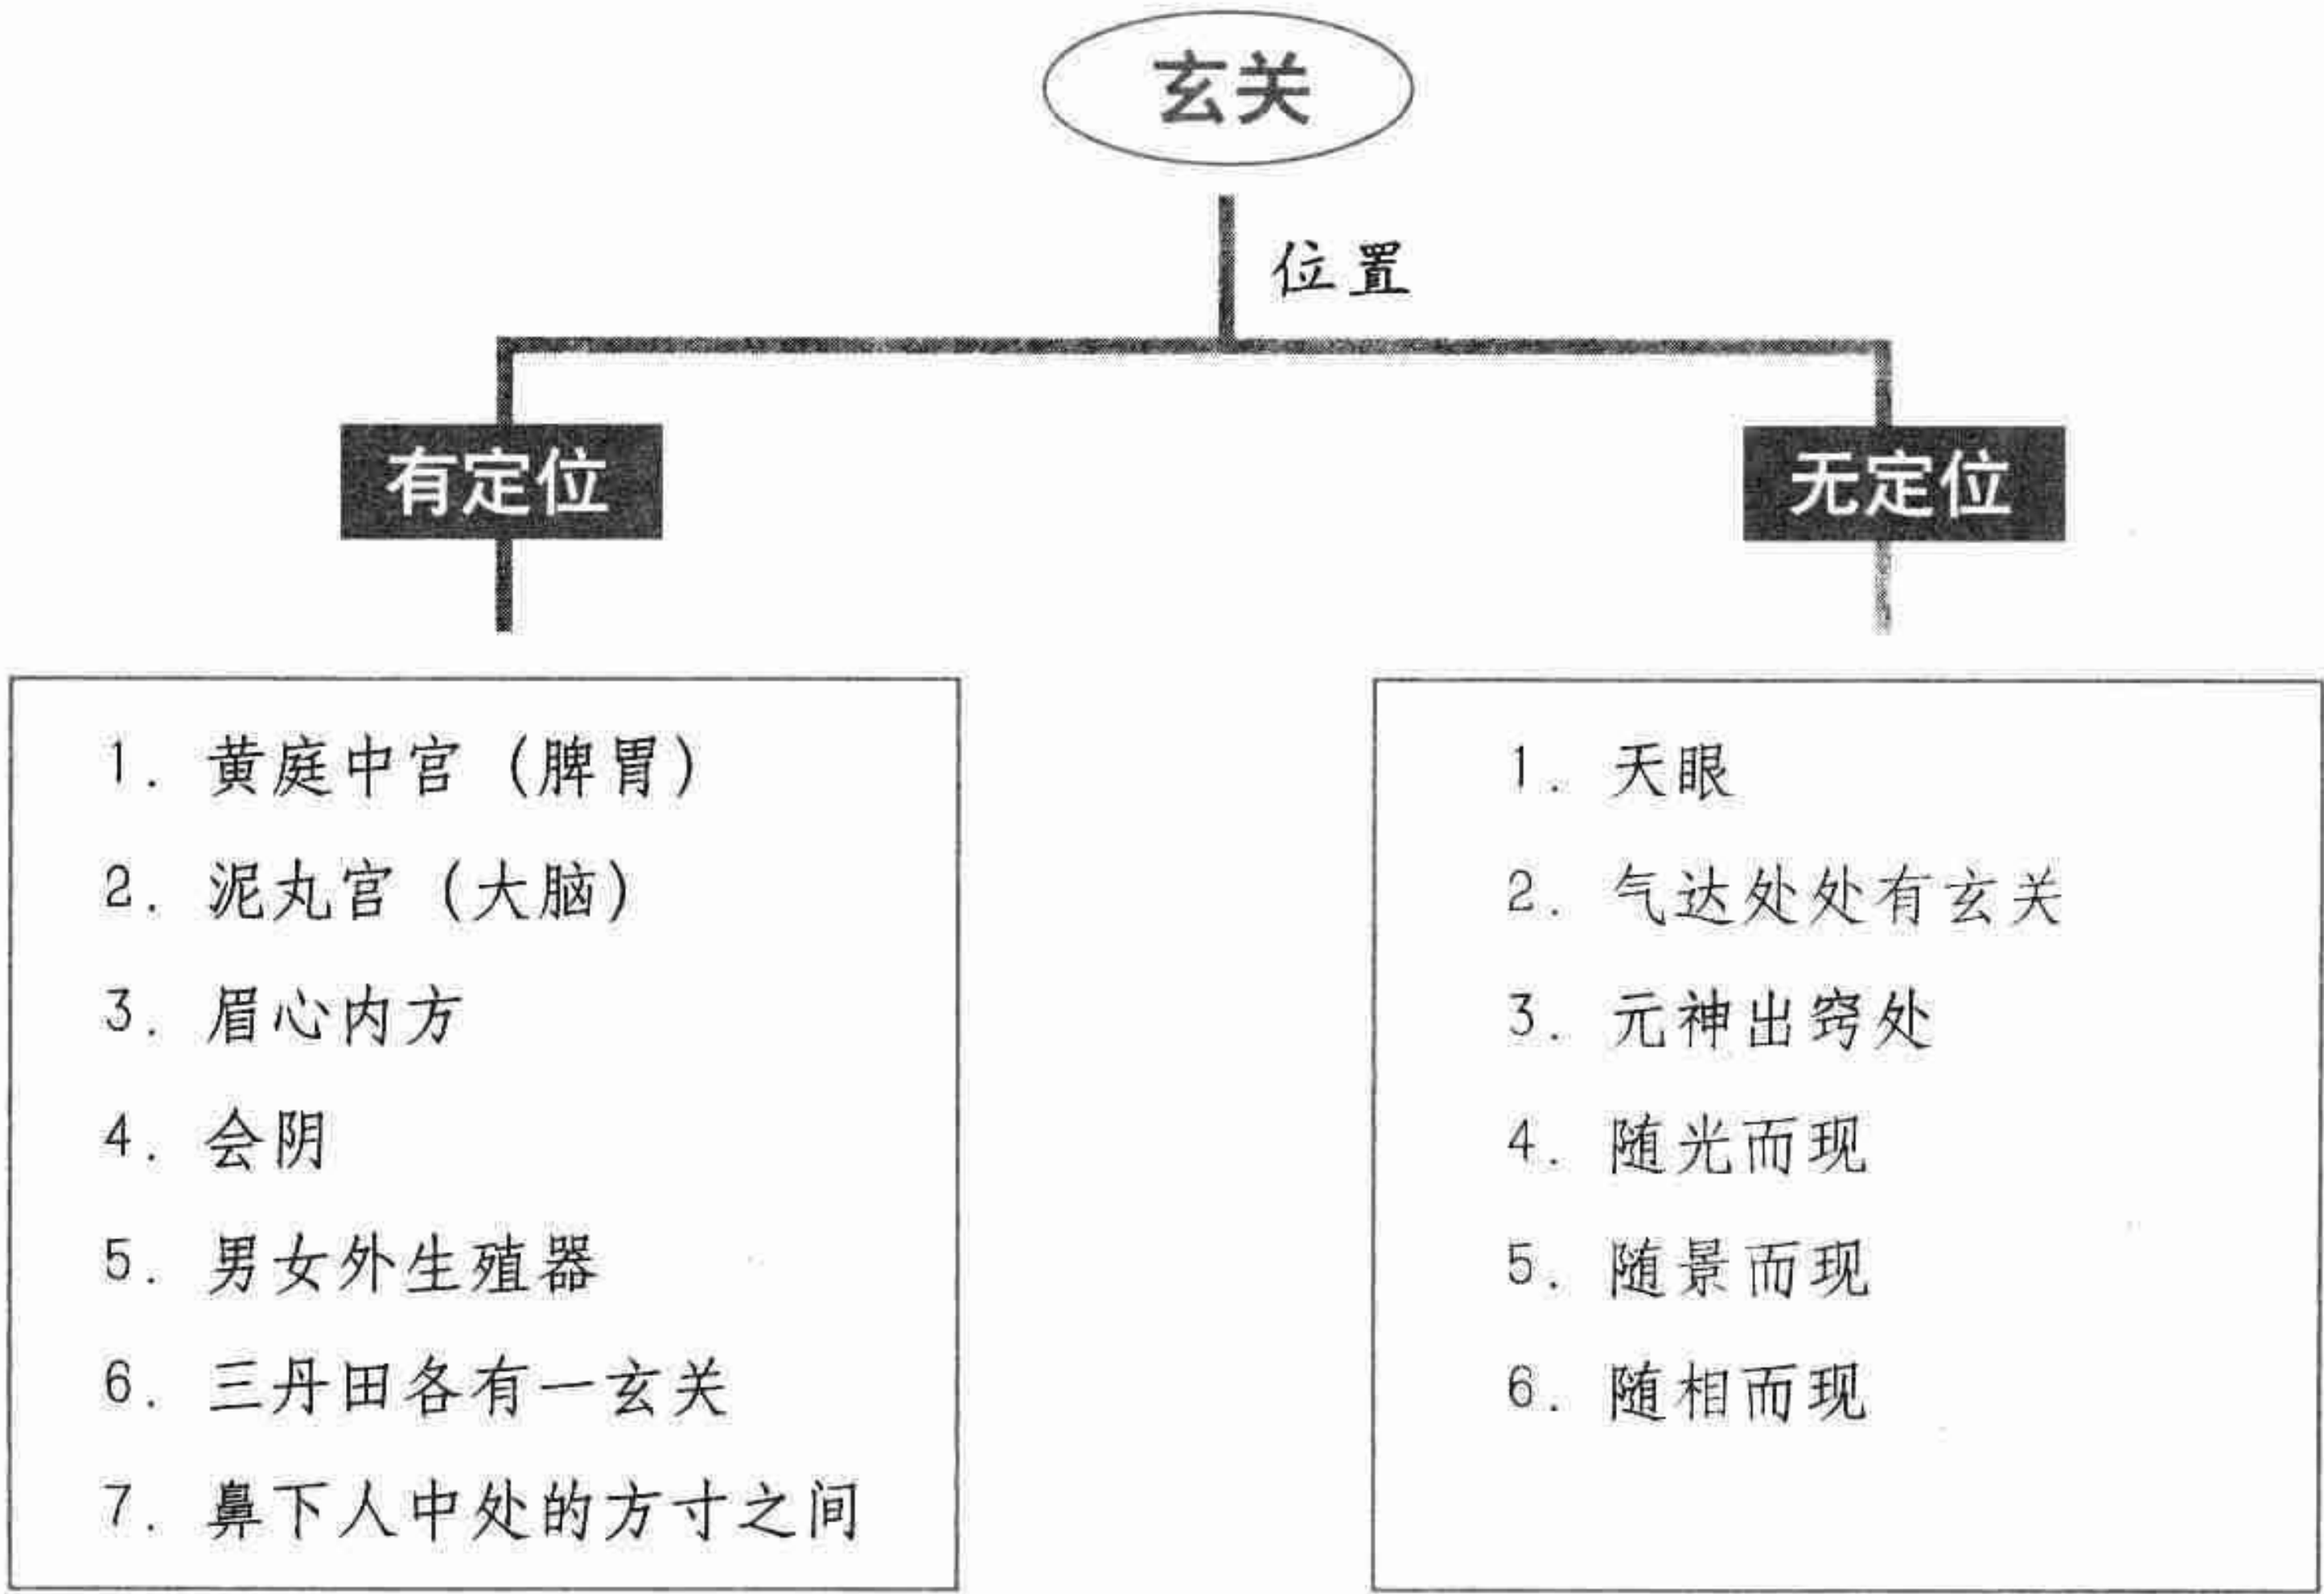 玄关
位置
有定位
无定位
1. 黄庭中宫（脾胃）
2. 泥丸宫（大脑）
3. 眉心内方
4. 会阴
5. 男女外生殖器
6. 三丹田各有一玄关
7. 鼻下人中处的方寸之间
1. 天眼
2. 气达处处有玄关
3. 元神出窍处
4. 随光而现
5. 随景而现
6. 随相而现